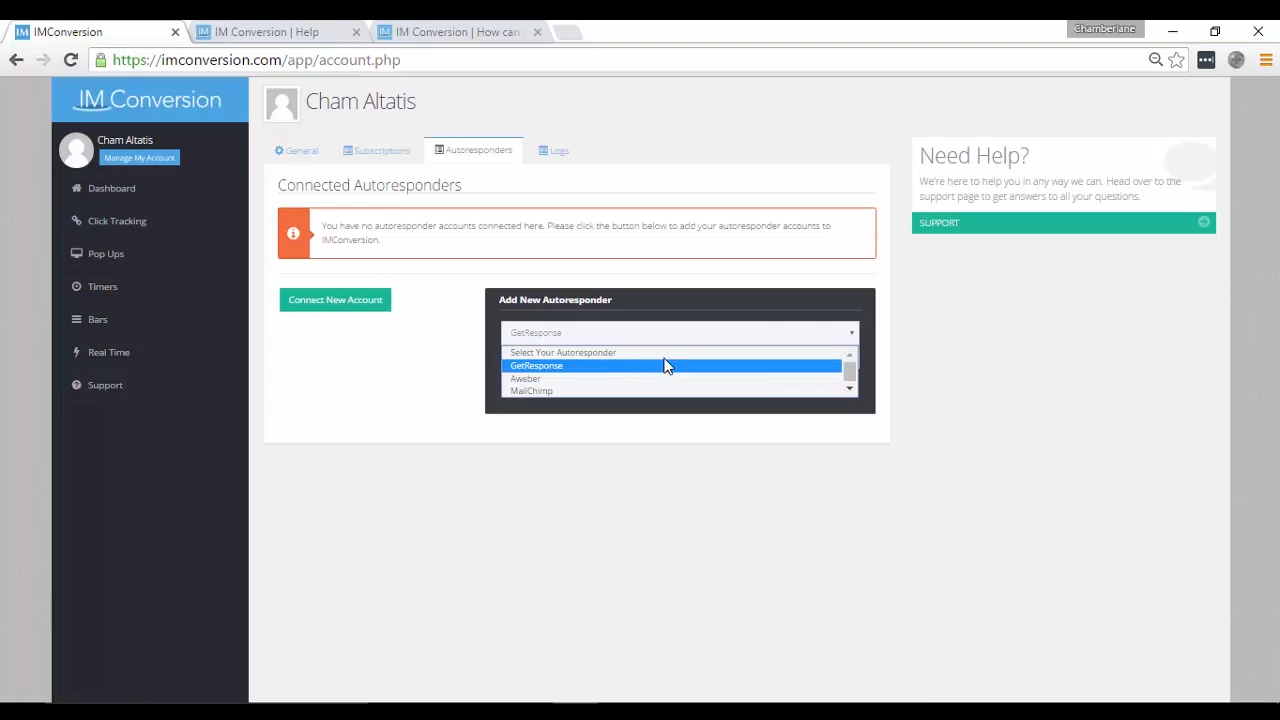 IMConversion
IM Conversion | Help
IM Conversion | How can
Chamberlane
https://imconversion.com/app/account.php
IM Conversion
Cham Altatis
Manage My Account
Dashboard
Click Tracking
Pop Ups
Timers
Bars
Real Time
Support
Cham Altatis
General
Subscriptions
Autoresponders
Logs
Connected Autoresponders
You have no autoresponder accounts connected here. Please click the button below to add your autoresponder accounts to
IMConversion.
Connect New Account
Add New Autoresponder
GetResponse
Select Your Autoresponder
GetResponse
Aweber
MailChimp
Need Help?
We're here to help you in any way we can. Head over to the
support page to get answers to all your questions.
SUPPORT